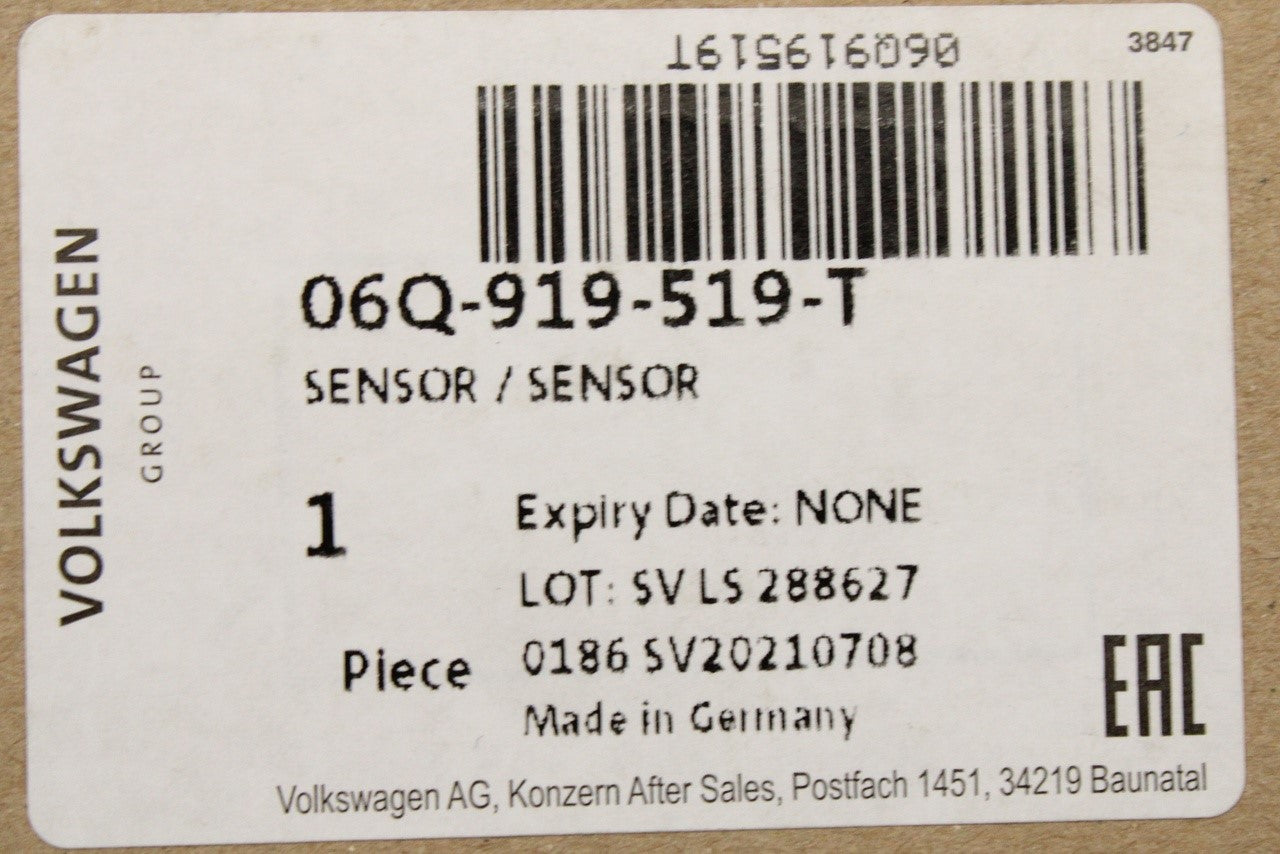 06Q919519T
3847
VOLKSWAGEN
GROUP
06Q-919-519-T
SENSOR / SENSOR
1
Piece
Expiry Date: NONE
LOT: SV LS 288627
0186 SV20210708
Made in Germany
EAC
Volkswagen AG, Konzern After Sales, Postfach 1451, 34219 Baunatal